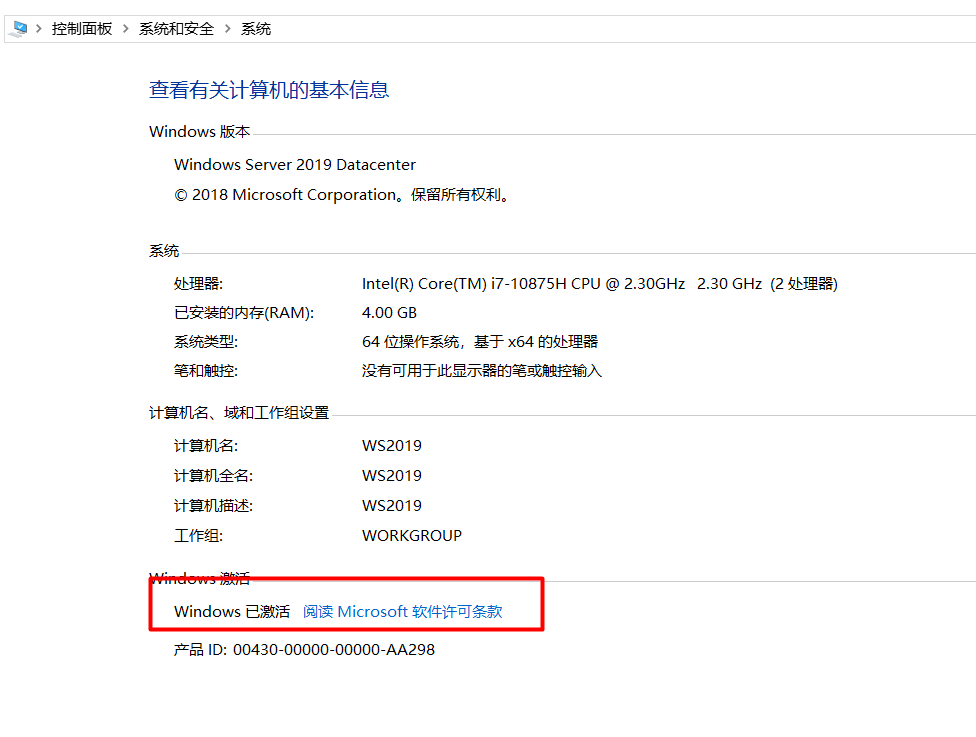 控制面板 > 系统和安全 > 系统
查看有关计算机的基本信息
Windows 版本
Windows Server 2019 Datacenter
© 2018 Microsoft Corporation。保留所有权利。
系统
处理器: Intel(R) Core(TM) i7-10875H CPU @ 2.30GHz 2.30 GHz (2 处理器)
已安装的内存(RAM): 4.00 GB
系统类型: 64 位操作系统，基于 x64 的处理器
笔和触控: 没有可用于此显示器的笔或触控输入
计算机名、域和工作组设置
计算机名: WS2019
计算机全名: WS2019
计算机描述: WS2019
工作组: WORKGROUP
Windows 激活
Windows 已激活 阅读 Microsoft 软件许可条款
产品 ID: 00430-00000-00000-AA298